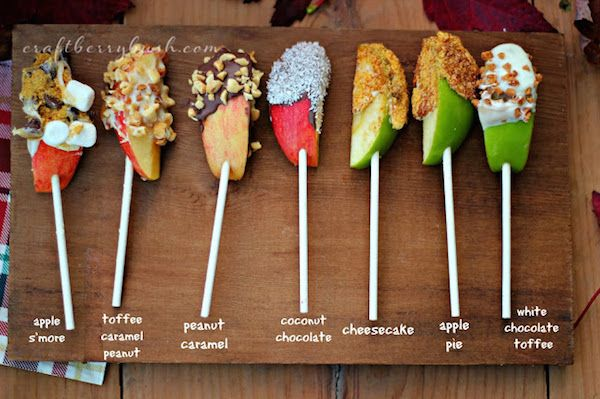 craftberrybush.com
apple
s'more
toffee
caramel
peanut
peanut
caramel
coconut
chocolate
cheesecake
apple
pie
white
chocolate
toffee